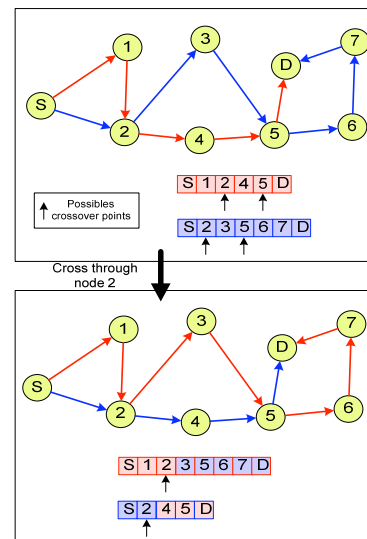 1
3
7
D
S
2
4
5
6
S 1 2 4 5 D
Possibles
crossover points
S 2 3 5 6 7 D
Cross through
node 2
1
3
7
D
S
2
4
5
6
S 1 2 3 5 6 7 D
S 2 4 5 D